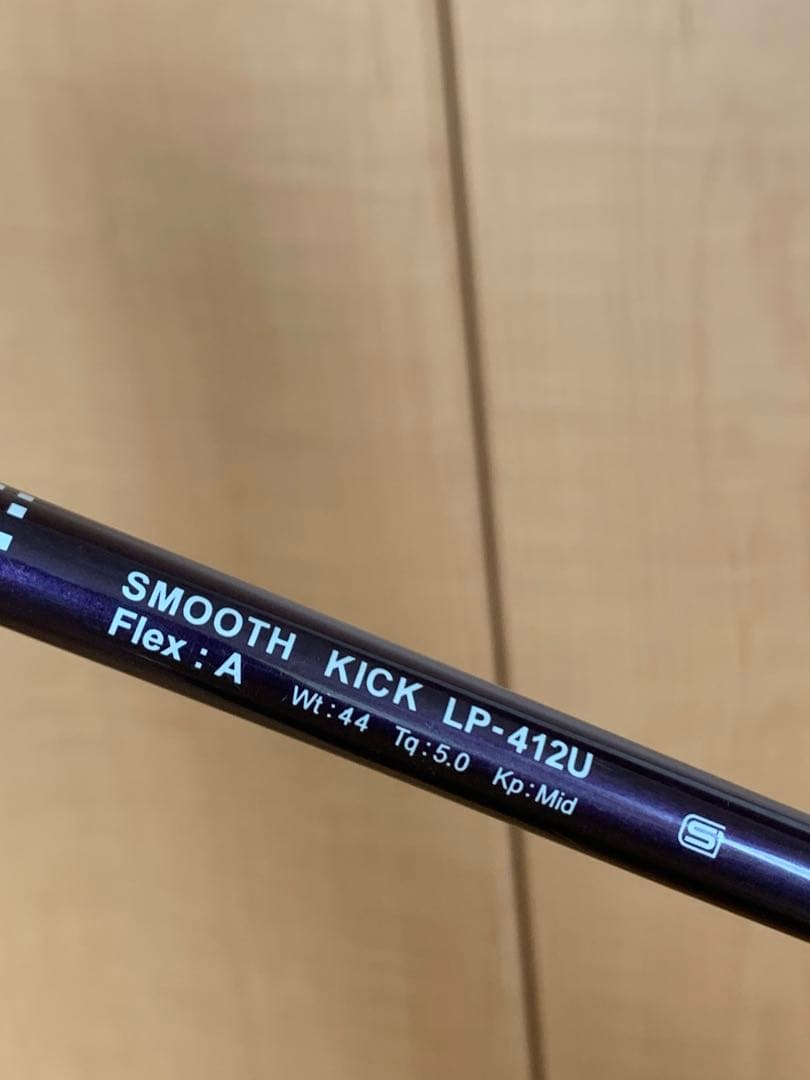 SMOOTH KICK LP-412U
Flex : A
Wt:44 Tq:5.0 Kp:Mid